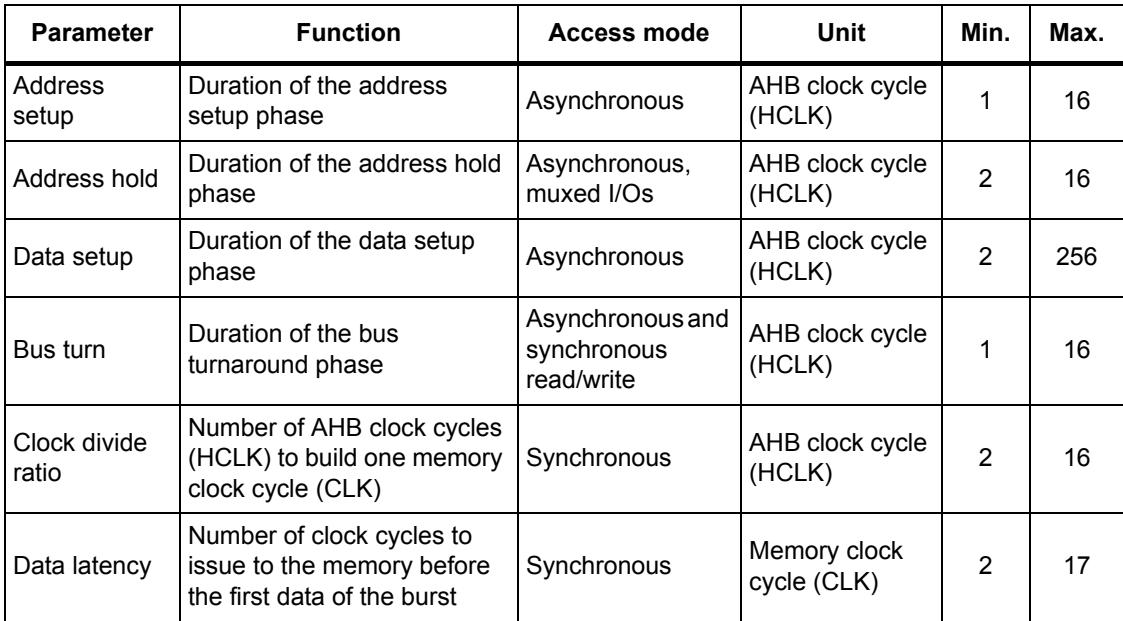 Parameter Function Access mode Unit Min. Max.
Address
setup
Duration of the address
setup phase
Asynchronous
AHB clock cycle
(HCLK)
1
16
Address hold
Duration of the address hold
phase
Asynchronous,
muxed I/Os
AHB clock cycle
(HCLK)
2
16
Data setup
Duration of the data setup
phase
Asynchronous
AHB clock cycle
(HCLK)
2
256
Bus turn
Duration of the bus
turnaround phase
Asynchronous and
synchronous
read/write
AHB clock cycle
(HCLK)
1
16
Clock divide
ratio
Number of AHB clock cycles
(HCLK) to build one memory
clock cycle (CLK)
Synchronous
AHB clock cycle
(HCLK)
2
16
Data latency
Number of clock cycles to
issue to the memory before
the first data of the burst
Synchronous
Memory clock
cycle (CLK)
2
17